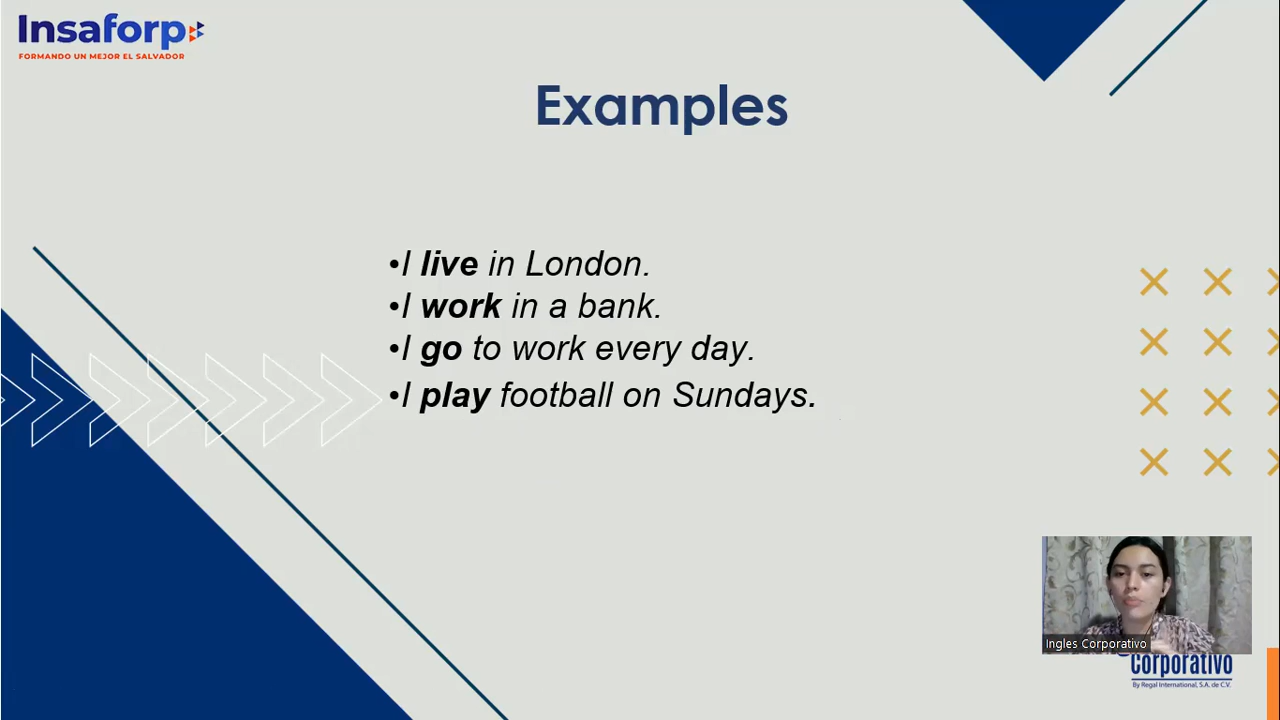 Insaforp
FORMANDO UN MEJOR EL SALVADOR
Examples
•I live in London.
•I work in a bank.
•I go to work every day.
•I play football on Sundays.
Ingles Corporativo
Corporativo
By Regal International, S.A. de C.V.